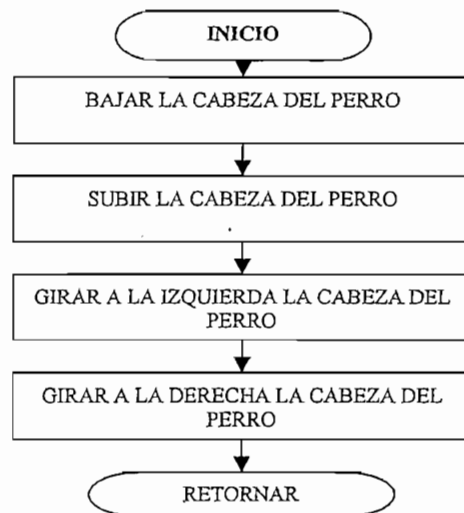 INICIO
BAJAR LA CABEZA DEL PERRO
SUBIR LA CABEZA DEL PERRO
GIRAR A LA IZQUIERDA LA CABEZA DEL
PERRO
GIRAR A LA DERECHA LA CABEZA DEL
PERRO
RETORNAR